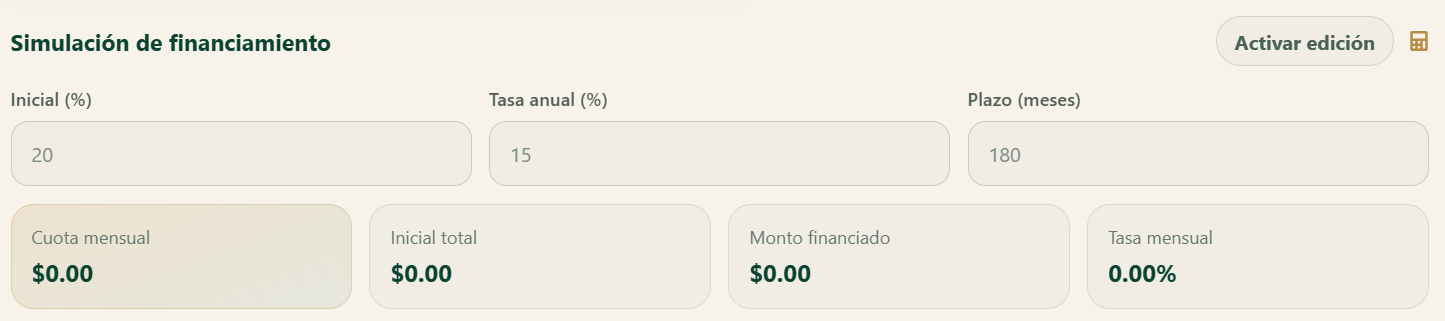 Simulación de financiamiento
Activar edición
Inicial (%)
Tasa anual (%)
Plazo (meses)
20
15
180
Cuota mensual
$0.00
Inicial total
$0.00
Monto financiado
$0.00
Tasa mensual
0.00%